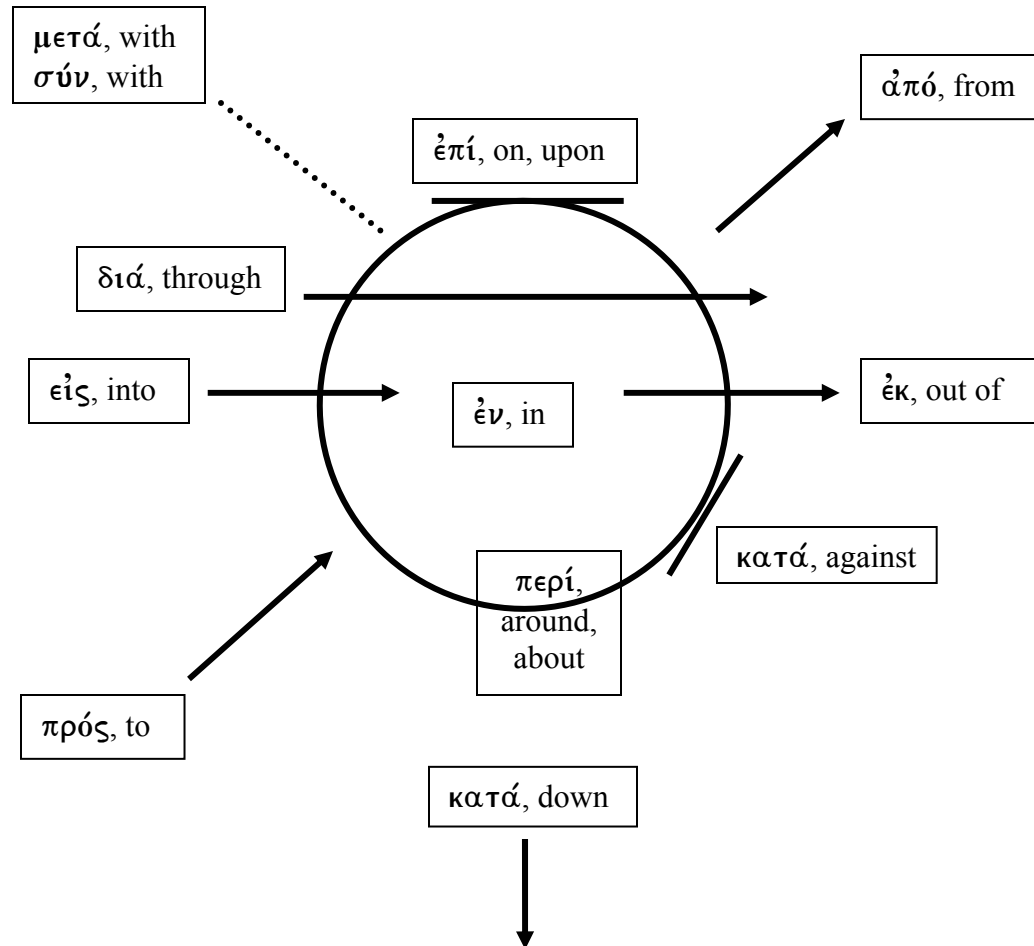 μετά, with
σύν, with
ἀπό, from
ἐπί, on, upon
διά, through
εἰς, into
ἐν, in
ἐκ, out of
κατά, against
περί,
around,
about
πρός, to
κατά, down